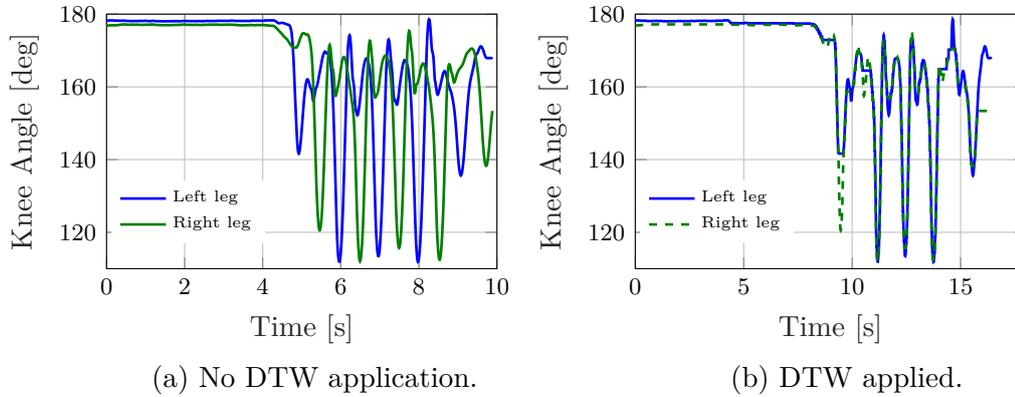 180
160
140
120
Knee Angle [deg]
Left leg
Right leg
0 2 4 6 8 10
Time [s]
(a) No DTW application.
180
160
140
120
Knee Angle [deg]
Left leg
Right leg
0 5 10 15
Time [s]
(b) DTW applied.